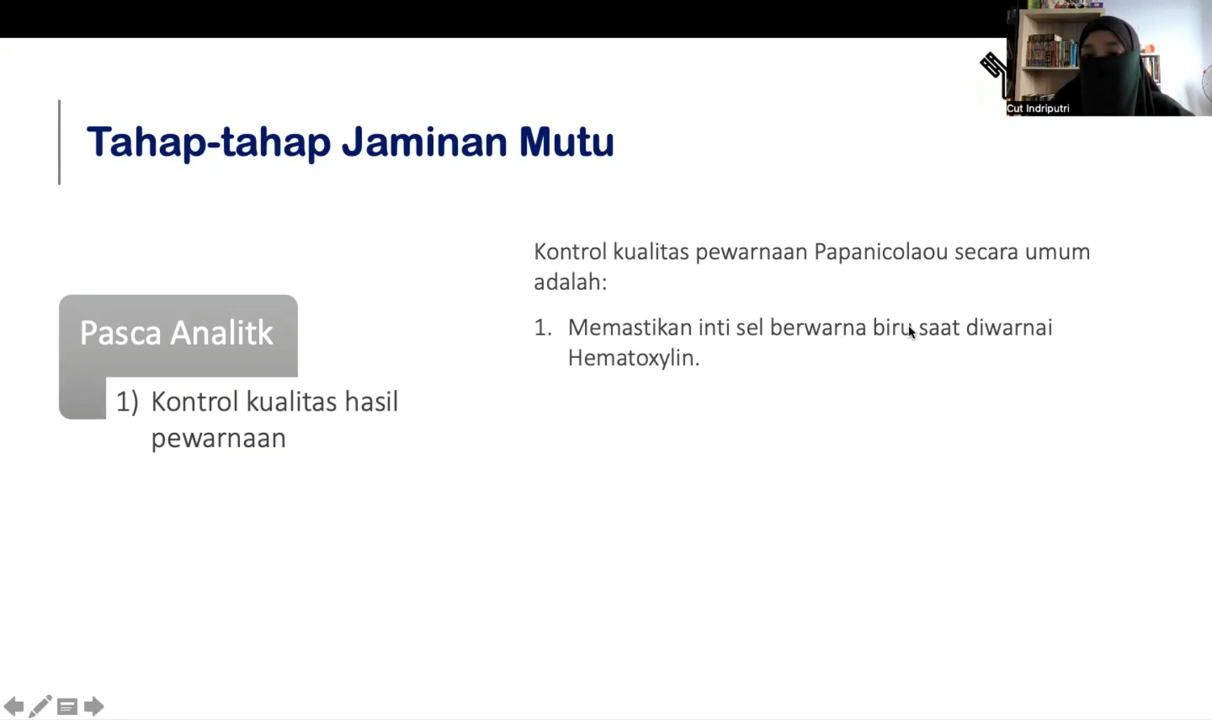 Cut Indriputri
Tahap-tahap Jaminan Mutu
Pasca Analitk
1) Kontrol kualitas hasil
pewarnaan
Kontrol kualitas pewarnaan Papanicolaou secara umum
adalah:
1. Memastikan inti sel berwarna biru saat diwarnai
Hematoxylin.